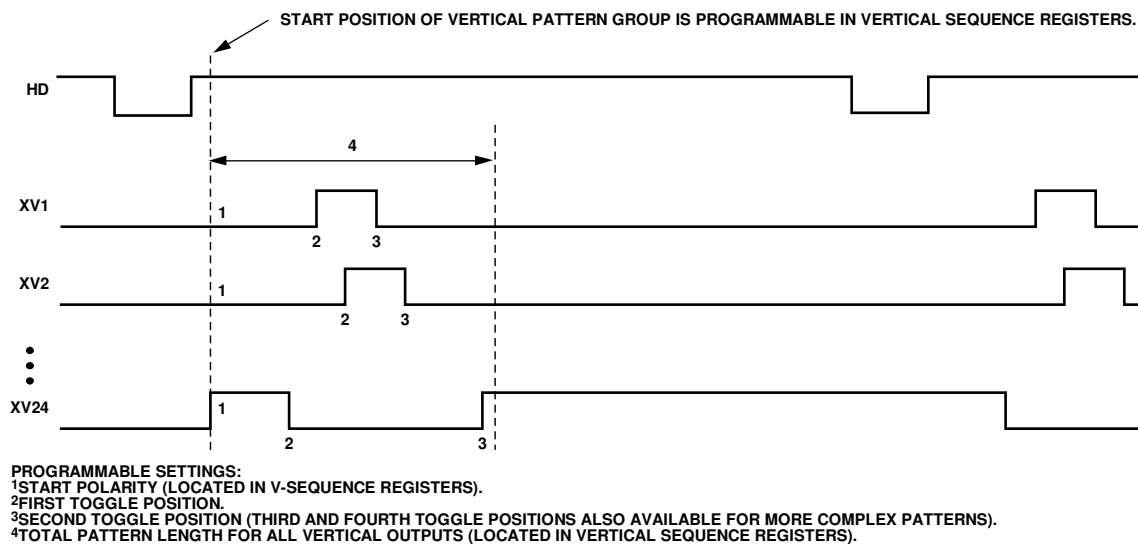 START POSITION OF VERTICAL PATTERN GROUP IS PROGRAMMABLE IN VERTICAL SEQUENCE REGISTERS.
HD
4
XV1
1
2 3
XV2
1
2 3
XV24
1
2 3
PROGRAMMABLE SETTINGS:
1START POLARITY (LOCATED IN V-SEQUENCE REGISTERS).
2FIRST TOGGLE POSITION.
3SECOND TOGGLE POSITION (THIRD AND FOURTH TOGGLE POSITIONS ALSO AVAILABLE FOR MORE COMPLEX PATTERNS).
4TOTAL PATTERN LENGTH FOR ALL VERTICAL OUTPUTS (LOCATED IN VERTICAL SEQUENCE REGISTERS).